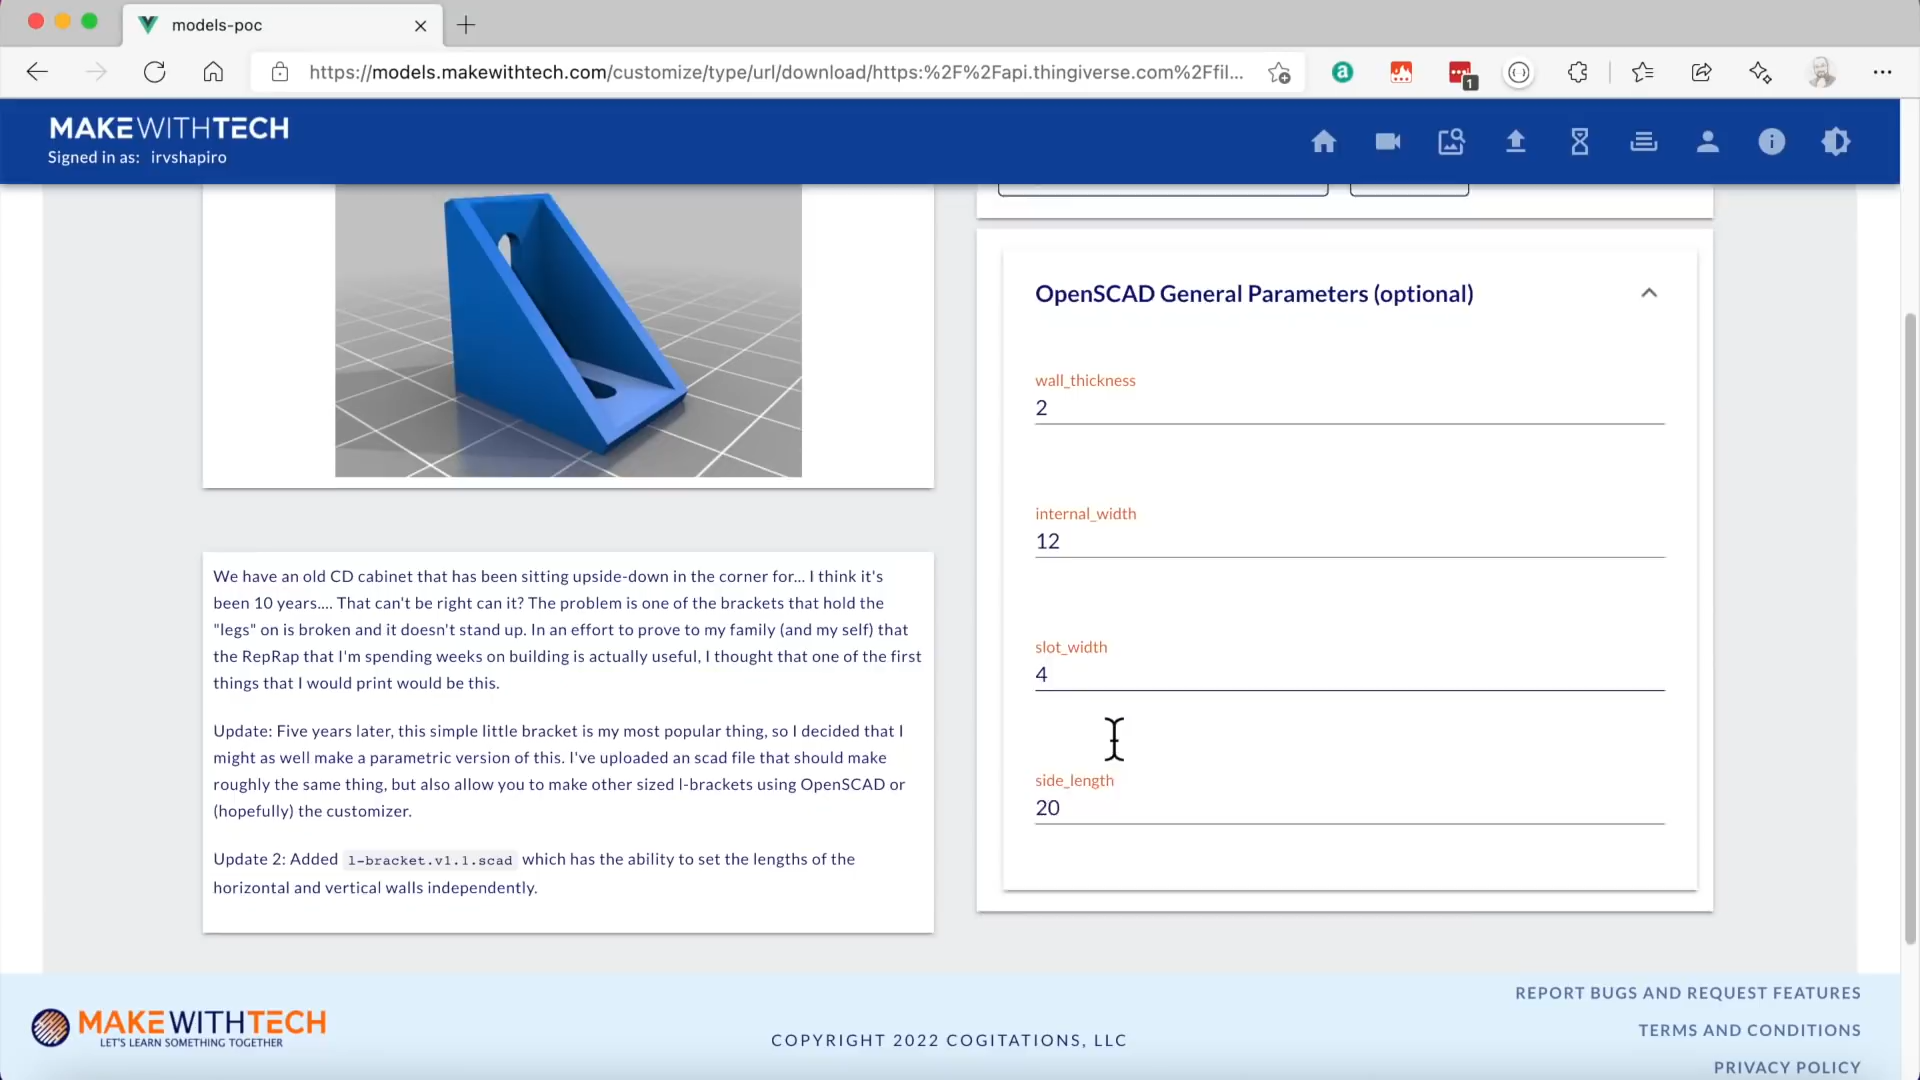 models-poc
https://models.makewithtech.com/customize/type/url/download/https:%2F%2Fapi.thingiverse.com%2Ffil...
a
1
MAKEWITHTECH
Signed in as: irvshapiro
OpenSCAD General Parameters (optional)
wall_thickness
2
internal_width
12
slot_width
4
side_length
20
We have an old CD cabinet that has been sitting upside-down in the corner for... I think it's
been 10 years.... That can't be right can it? The problem is one of the brackets that hold the
"legs" on is broken and it doesn't stand up. In an effort to prove to my family (and my self) that
the RepRap that I'm spending weeks on building is actually useful, I thought that one of the first
things that I would print would be this.
Update: Five years later, this simple little bracket is my most popular thing, so I decided that I
might as well make a parametric version of this. I've uploaded an scad file that should make
roughly the same thing, but also allow you to make other sized l-brackets using OpenSCAD or
(hopefully) the customizer.
Update 2: Added l-bracket.v1.1.scad which has the ability to set the lengths of the
horizontal and vertical walls independently.
MAKEWITHTECH
LET'S LEARN SOMETHING TOGETHER
COPYRIGHT 2022 COGITATIONS, LLC
REPORT BUGS AND REQUEST FEATURES
TERMS AND CONDITIONS
PRIVACY POLICY